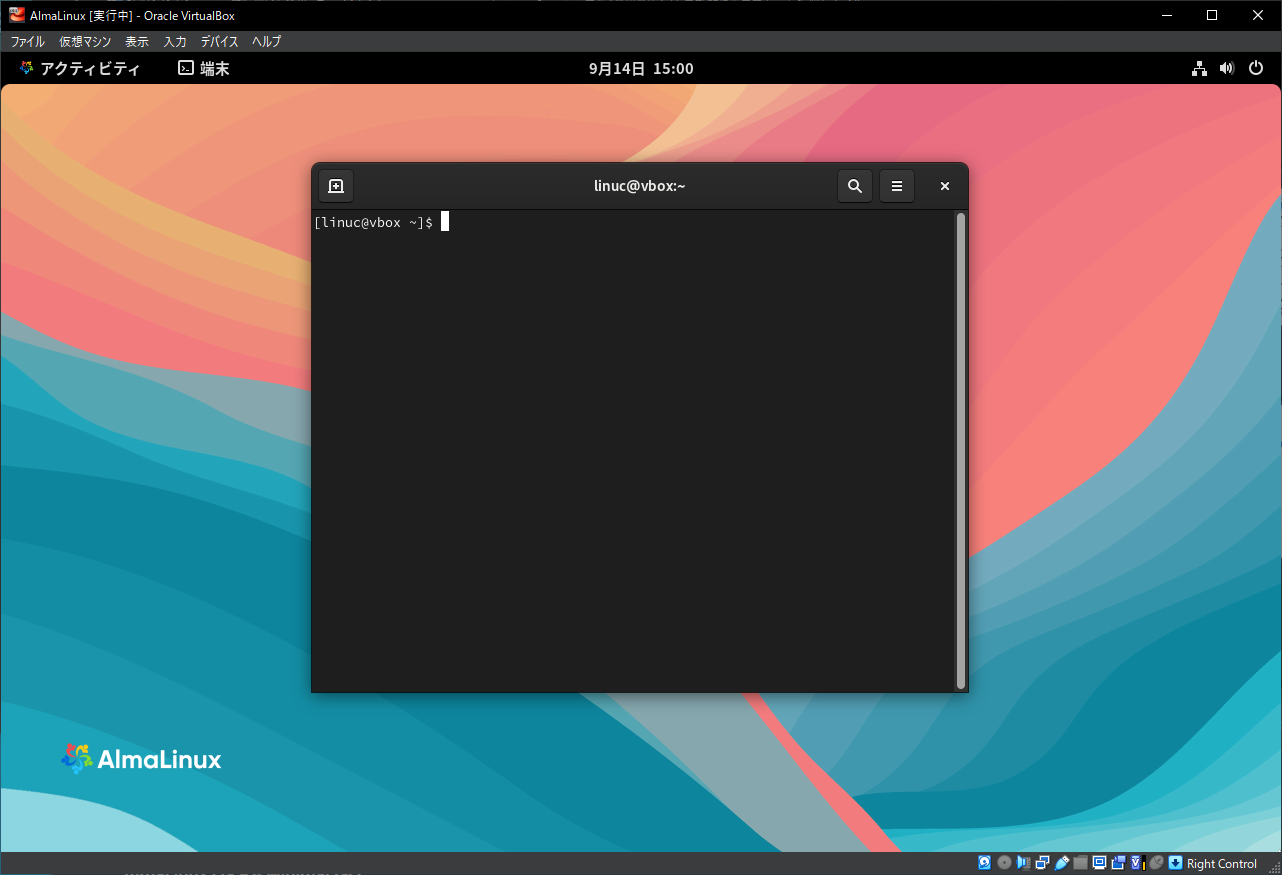 AlmaLinux [実行中] - Oracle VirtualBox
ファイル 仮想マシン 表示 入力 デバイス ヘルプ
アクティビティ 端末 9月14日 15:00
linuc@vbox:~
[linuc@vbox ~]$
AlmaLinux
Right Control